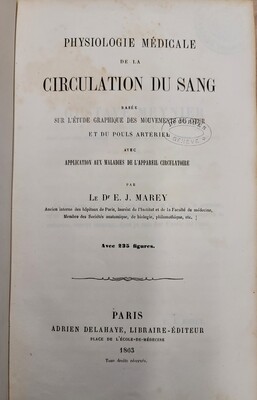 PHYSIOLOGIE MÉDICALE
DE LA
CIRCULATION DU SANG
BASÉE
SUR L'ÉTUDE GRAPHIQUE DES MOUVEMENTS DU CŒUR
ET DU POULS ARTÉRIEL
AVEC
APPLICATION AUX MALADIES DE L'APPAREIL CIRCULATOIRE
PAR
LE Dr E. J. MAREY
Ancien interne des hôpitaux de Paris, lauréat de l'Institut et de la Faculté de médecine,
Membre des Sociétés anatomique, de biologie, philomathique, etc.
Avec 235 figures.
PARIS
ADRIEN DELAHAYE, LIBRAIRE-ÉDITEUR
PLACE DE L'ÉCOLE-DE-MÉDECINE
1863
Tous droits réservés.